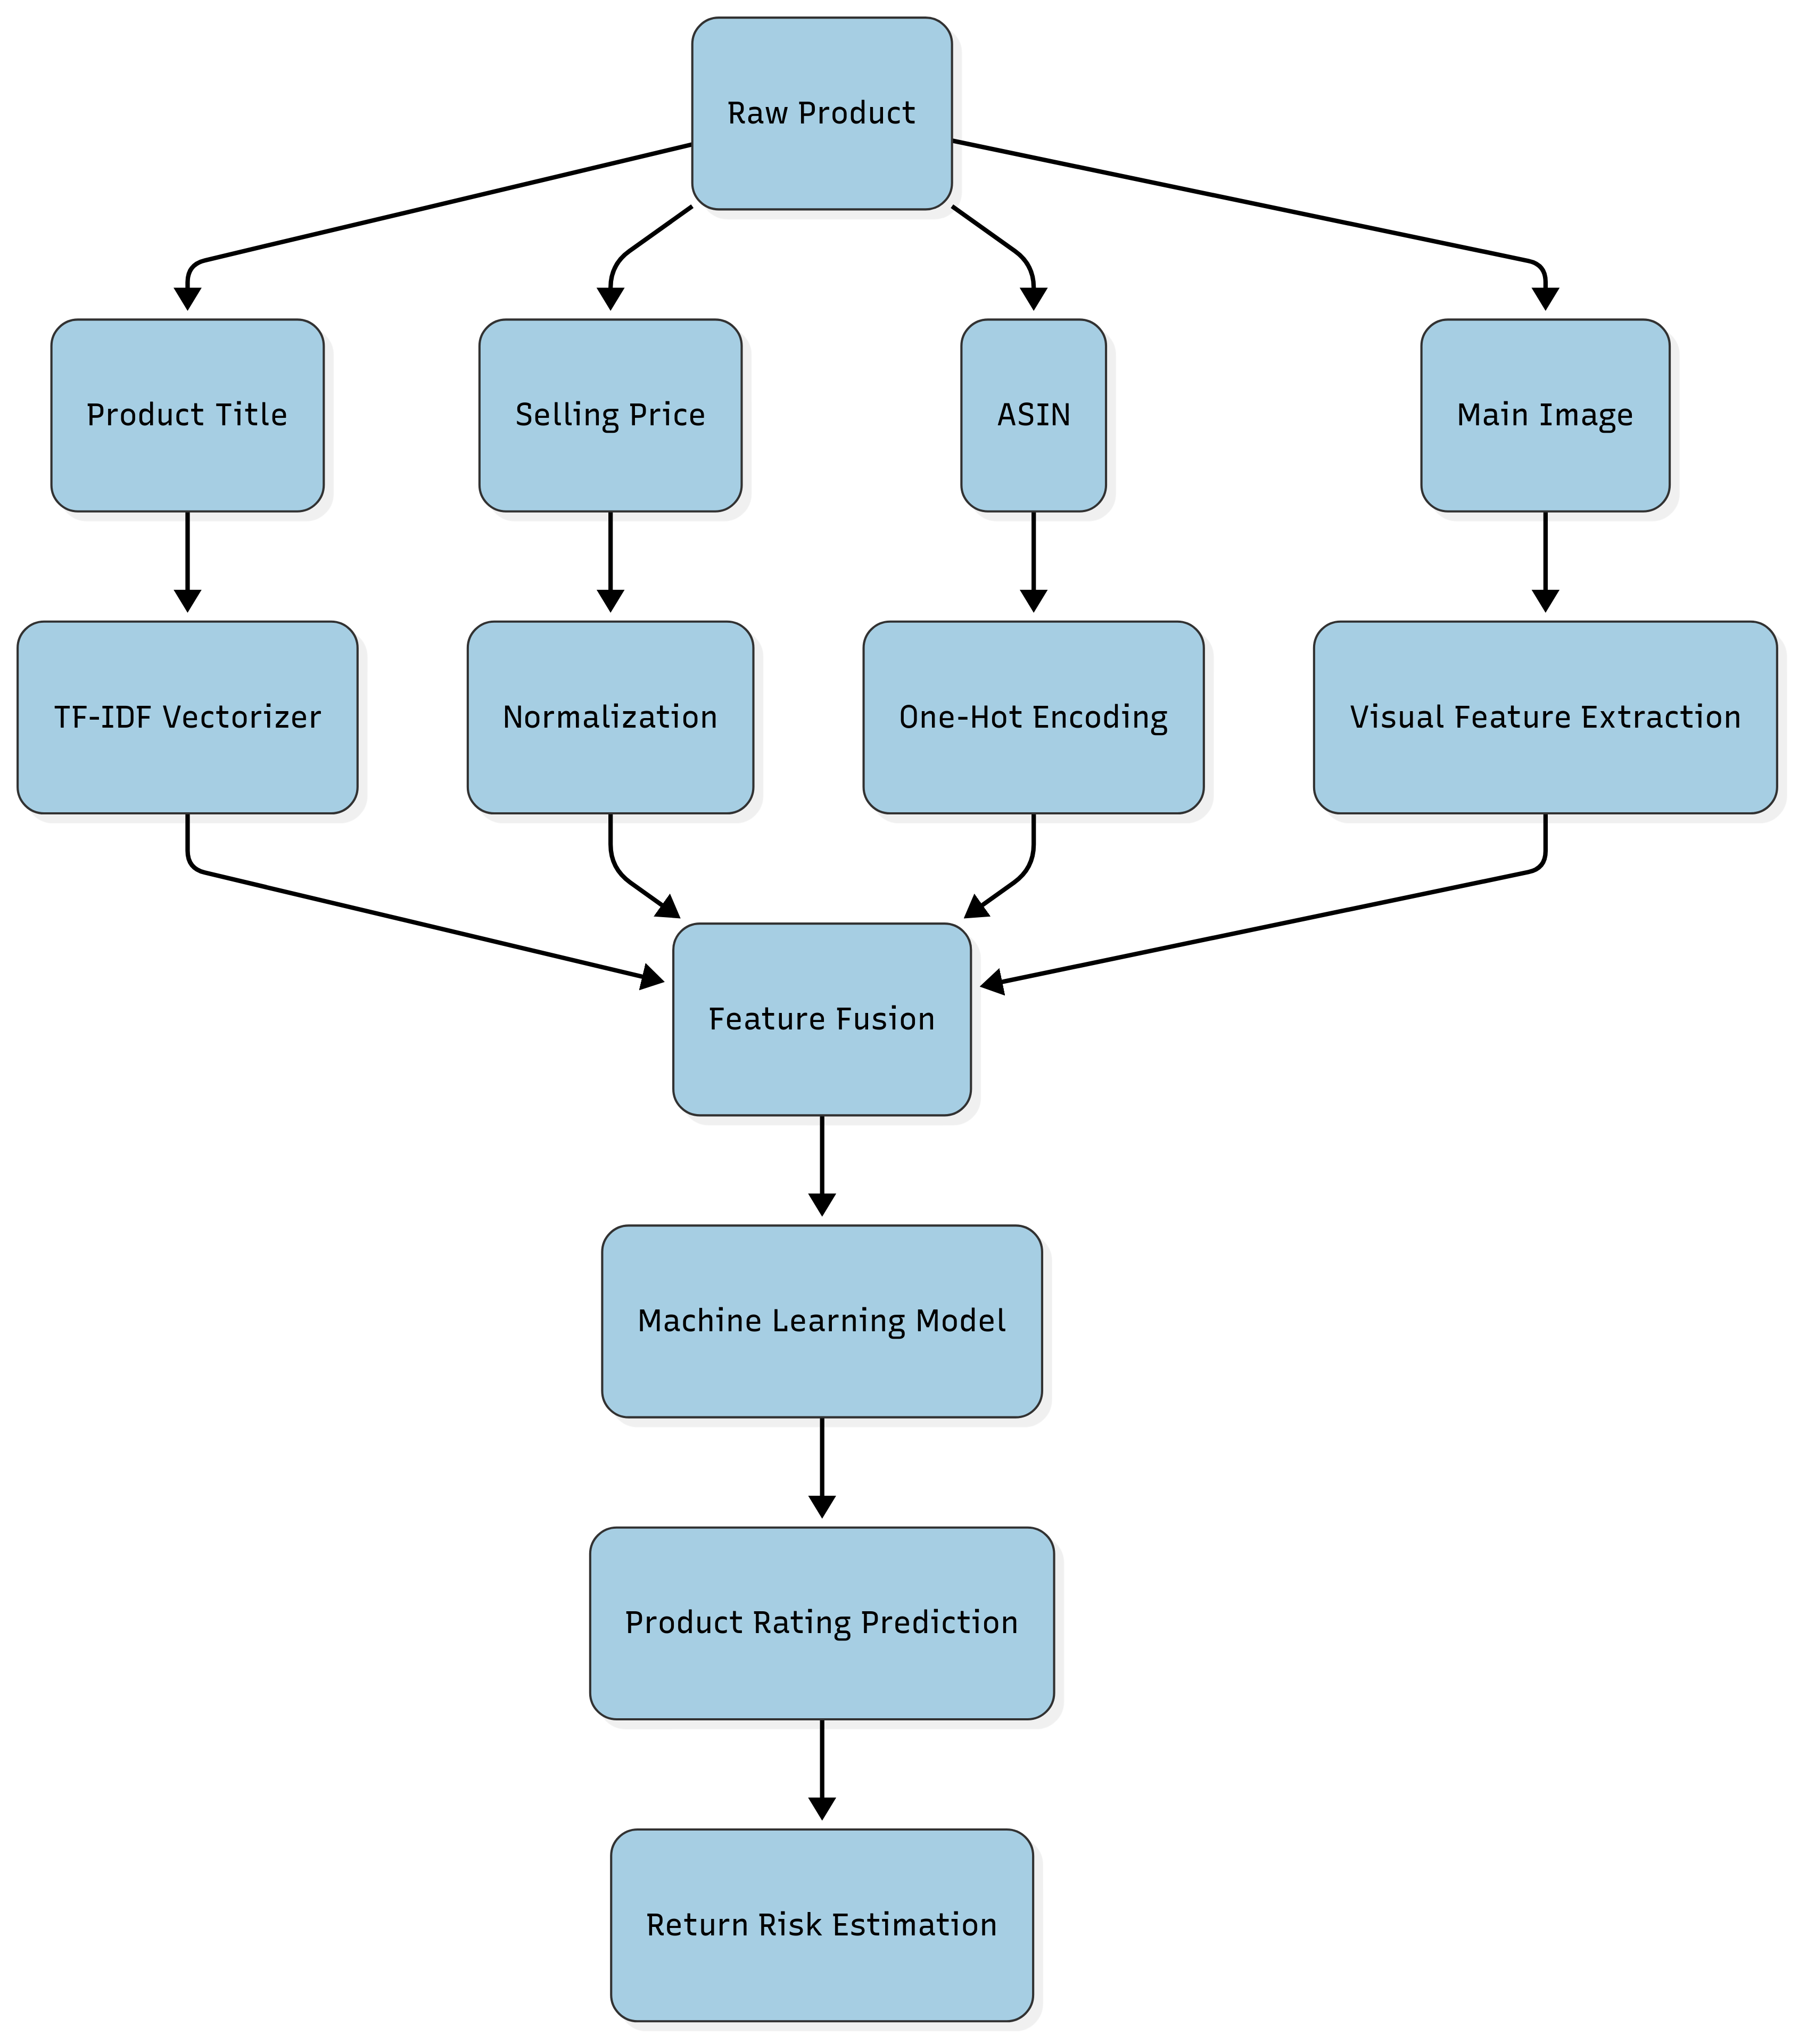 Raw Product
Product Title
Selling Price
ASIN
Main Image
TF-IDF Vectorizer
Normalization
One-Hot Encoding
Visual Feature Extraction
Feature Fusion
Machine Learning Model
Product Rating Prediction
Return Risk Estimation